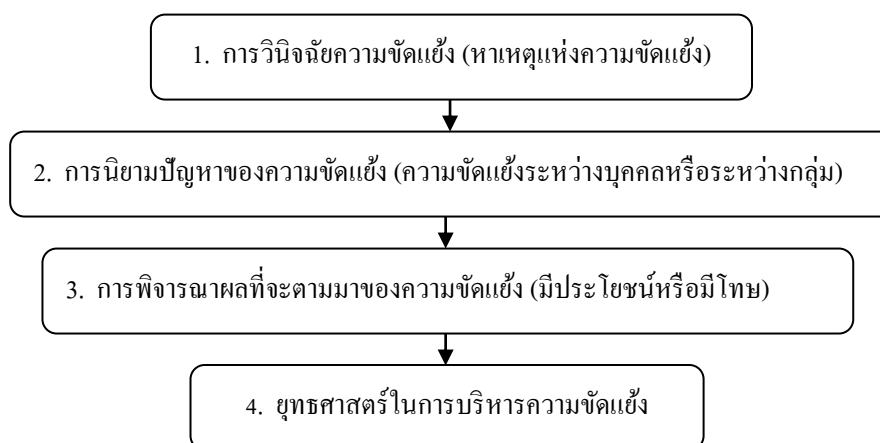 1. การวินิจฉัยความขัดแย้ง (หาเหตุแห่งความขัดแย้ง)
2. การนิยามปัญหาของความขัดแย้ง (ความขัดแย้งระหว่างบุคคลหรือระหว่างกลุ่ม)
3. การพิจารณาผลที่จะตามมาของความขัดแย้ง (มีประโยชน์หรือมีโทษ)
4. ยุทธศาสตร์ในการบริหารความขัดแย้ง